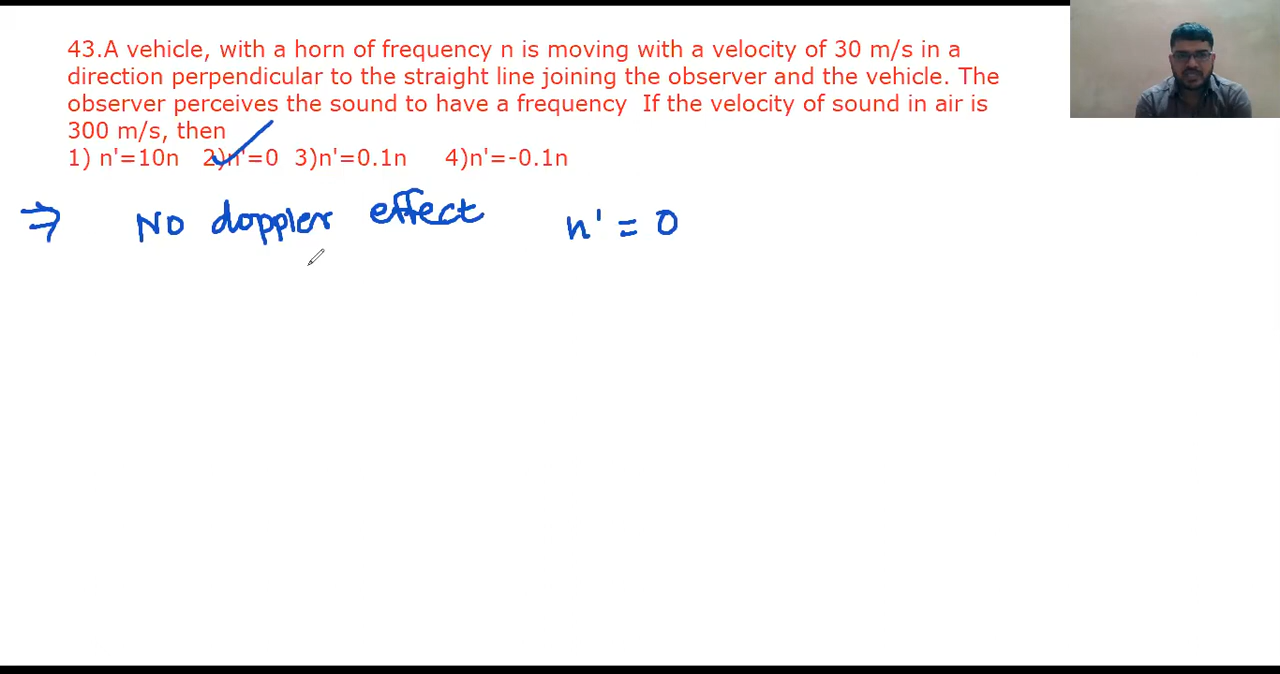 43.A vehicle, with a horn of frequency n is moving with a velocity of 30 m/s in a
direction perpendicular to the straight line joining the observer and the vehicle. The
observer perceives the sound to have a frequency  If the velocity of sound in air is
300 m/s, then
1) n'=10n   2)n'=0  3)n'=0.1n     4)n'=-0.1n
⇒ No doppler effect n' = 0